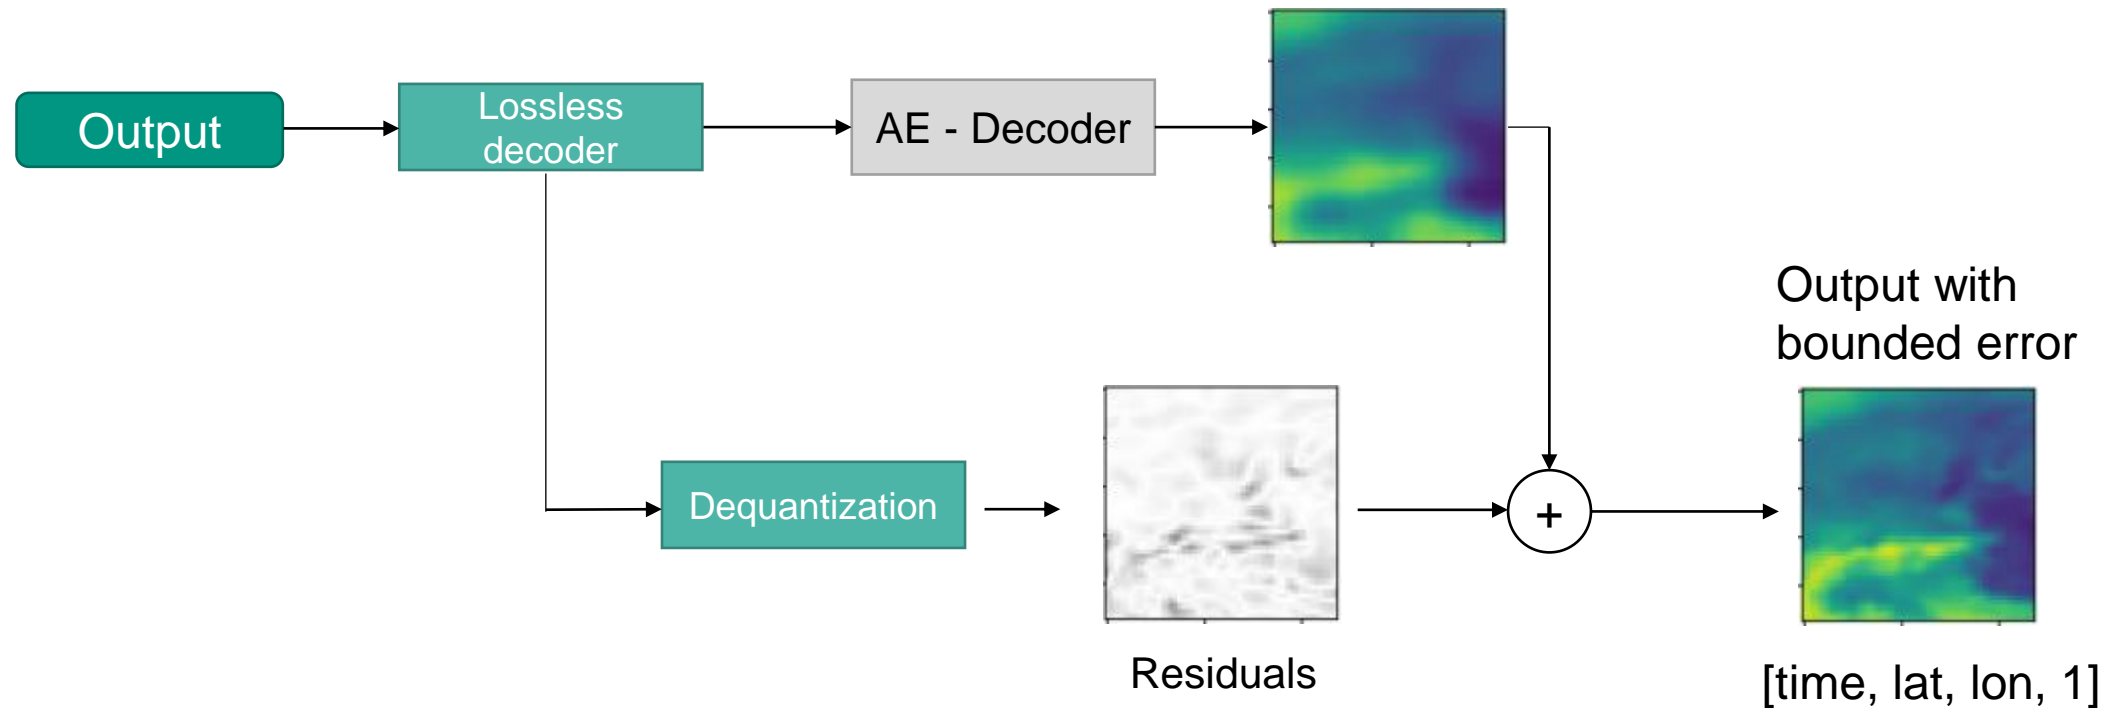 Output
Lossless
decoder
AE - Decoder
Output with
bounded error
Dequantization
+
Residuals
[time, lat, lon, 1]